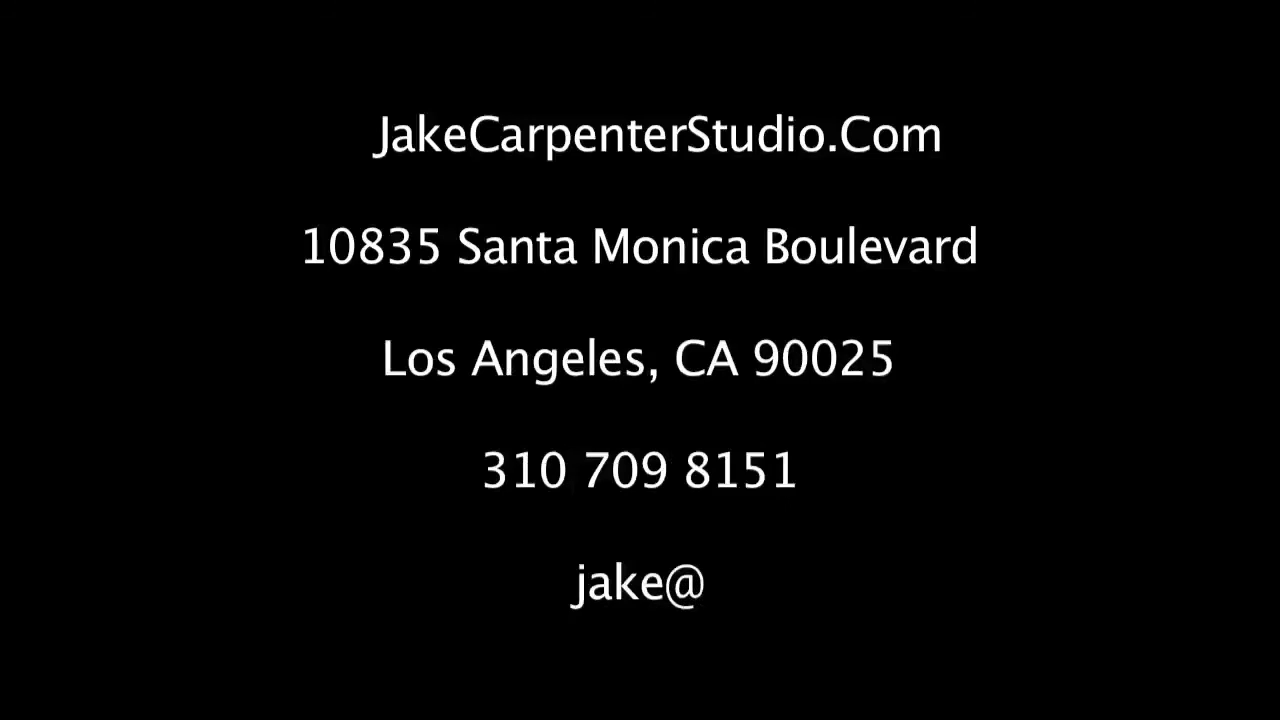 JakeCarpenterStudio.Com
10835 Santa Monica Boulevard
Los Angeles, CA 90025
310 709 8151
jake@